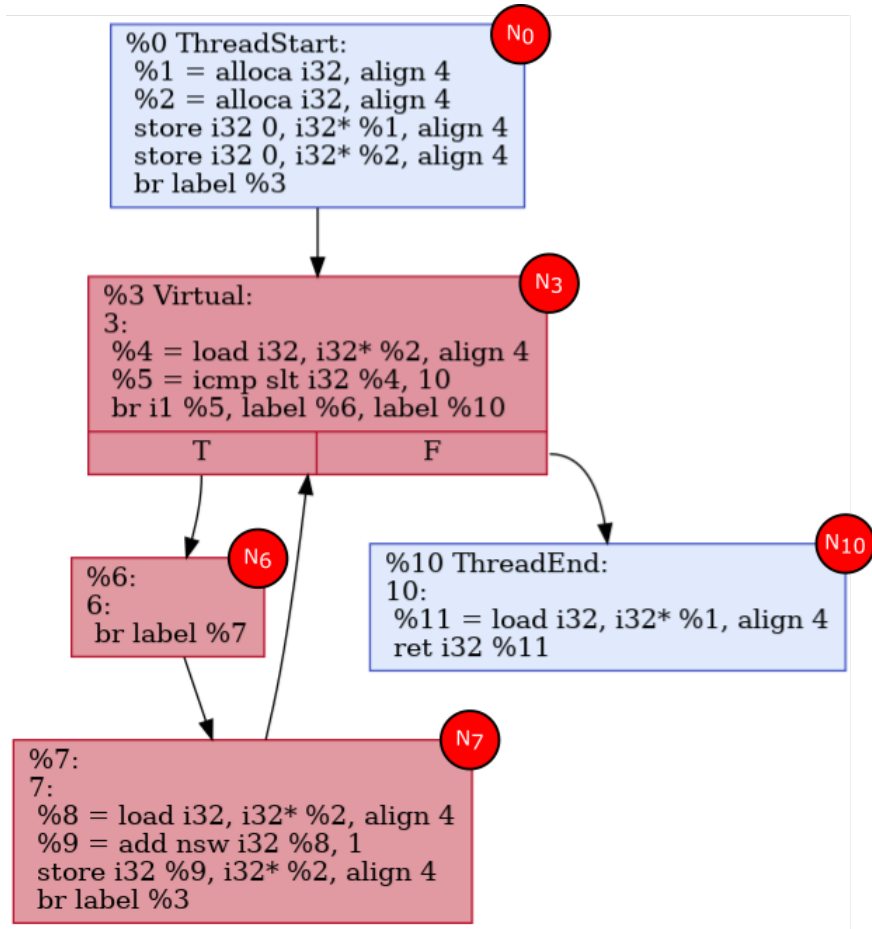 N0
%0 ThreadStart:
%1 = alloca i32, align 4
%2 = alloca i32, align 4
store i32 0, i32* %1, align 4
store i32 0, i32* %2, align 4
br label %3
N3
%3 Virtual:
3:
%4 = load i32, i32* %2, align 4
%5 = icmp slt i32 %4, 10
br i1 %5, label %6, label %10
T F
N6
%6:
6:
br label %7
N10
%10 ThreadEnd:
10:
%11 = load i32, i32* %1, align 4
ret i32 %11
N7
%7:
7:
%8 = load i32, i32* %2, align 4
%9 = add nsw i32 %8, 1
store i32 %9, i32* %2, align 4
br label %3